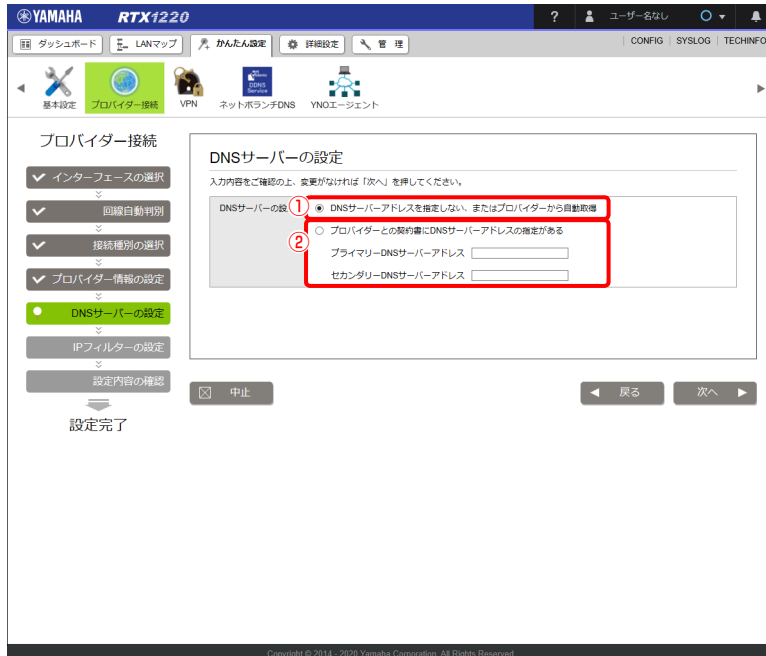 YAMAHA RTX1220 ? ユーザー名なし
ダッシュボード LANマップ かんたん設定 詳細設定 管 理 CONFIG SYSLOG TECHINFO
DDNS Service
基本設定 プロバイダー接続 VPN ネットボランチDNS YNOエージェント
プロバイダー接続
インターフェースの選択
回線自動判別
接続種別の選択
プロバイダー情報の設定
DNSサーバーの設定
IPフィルターの設定
設定内容の確認
設定完了
DNSサーバーの設定
入力内容をご確認の上、変更がなければ「次へ」を押してください。
DNSサーバーの設 ① DNSサーバーアドレスを指定しない、またはプロバイダーから自動取得
② プロバイダーとの契約書にDNSサーバーアドレスの指定がある
プライマリーDNSサーバーアドレス
セカンダリーDNSサーバーアドレス
中止 戻る 次へ
Copyright © 2014 - 2020 Yamaha Corporation. All Rights Reserved.